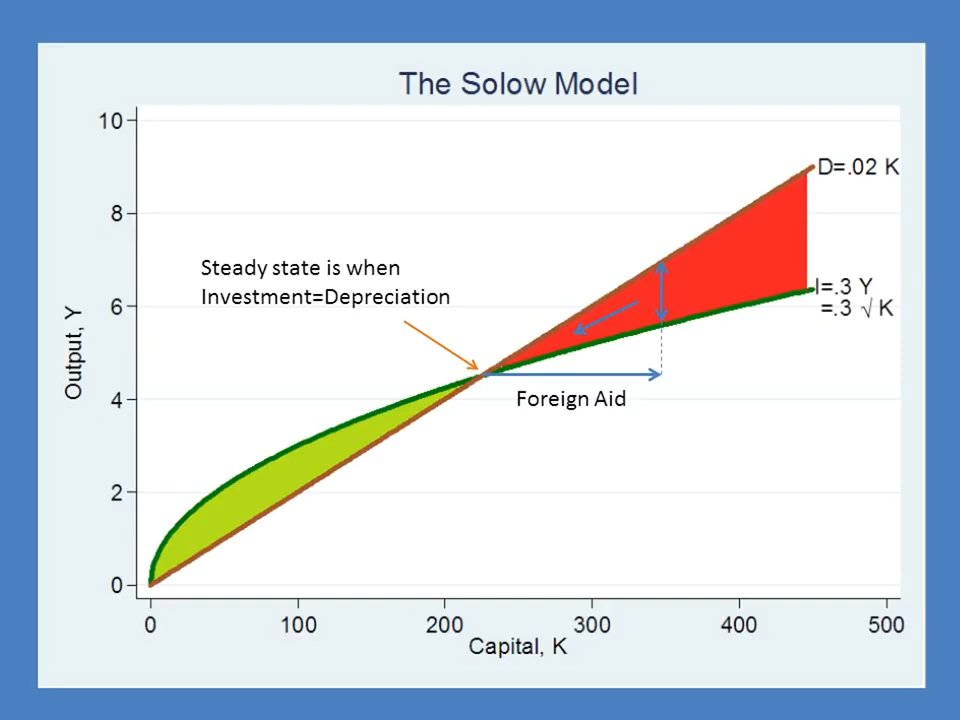 The Solow Model
10
8
6
4
2
0
Output, Y
D=.02 K
Steady state is when
Investment=Depreciation
I=.3 Y
=.3 √ K
Foreign Aid
0 100 200 300 400 500
Capital, K